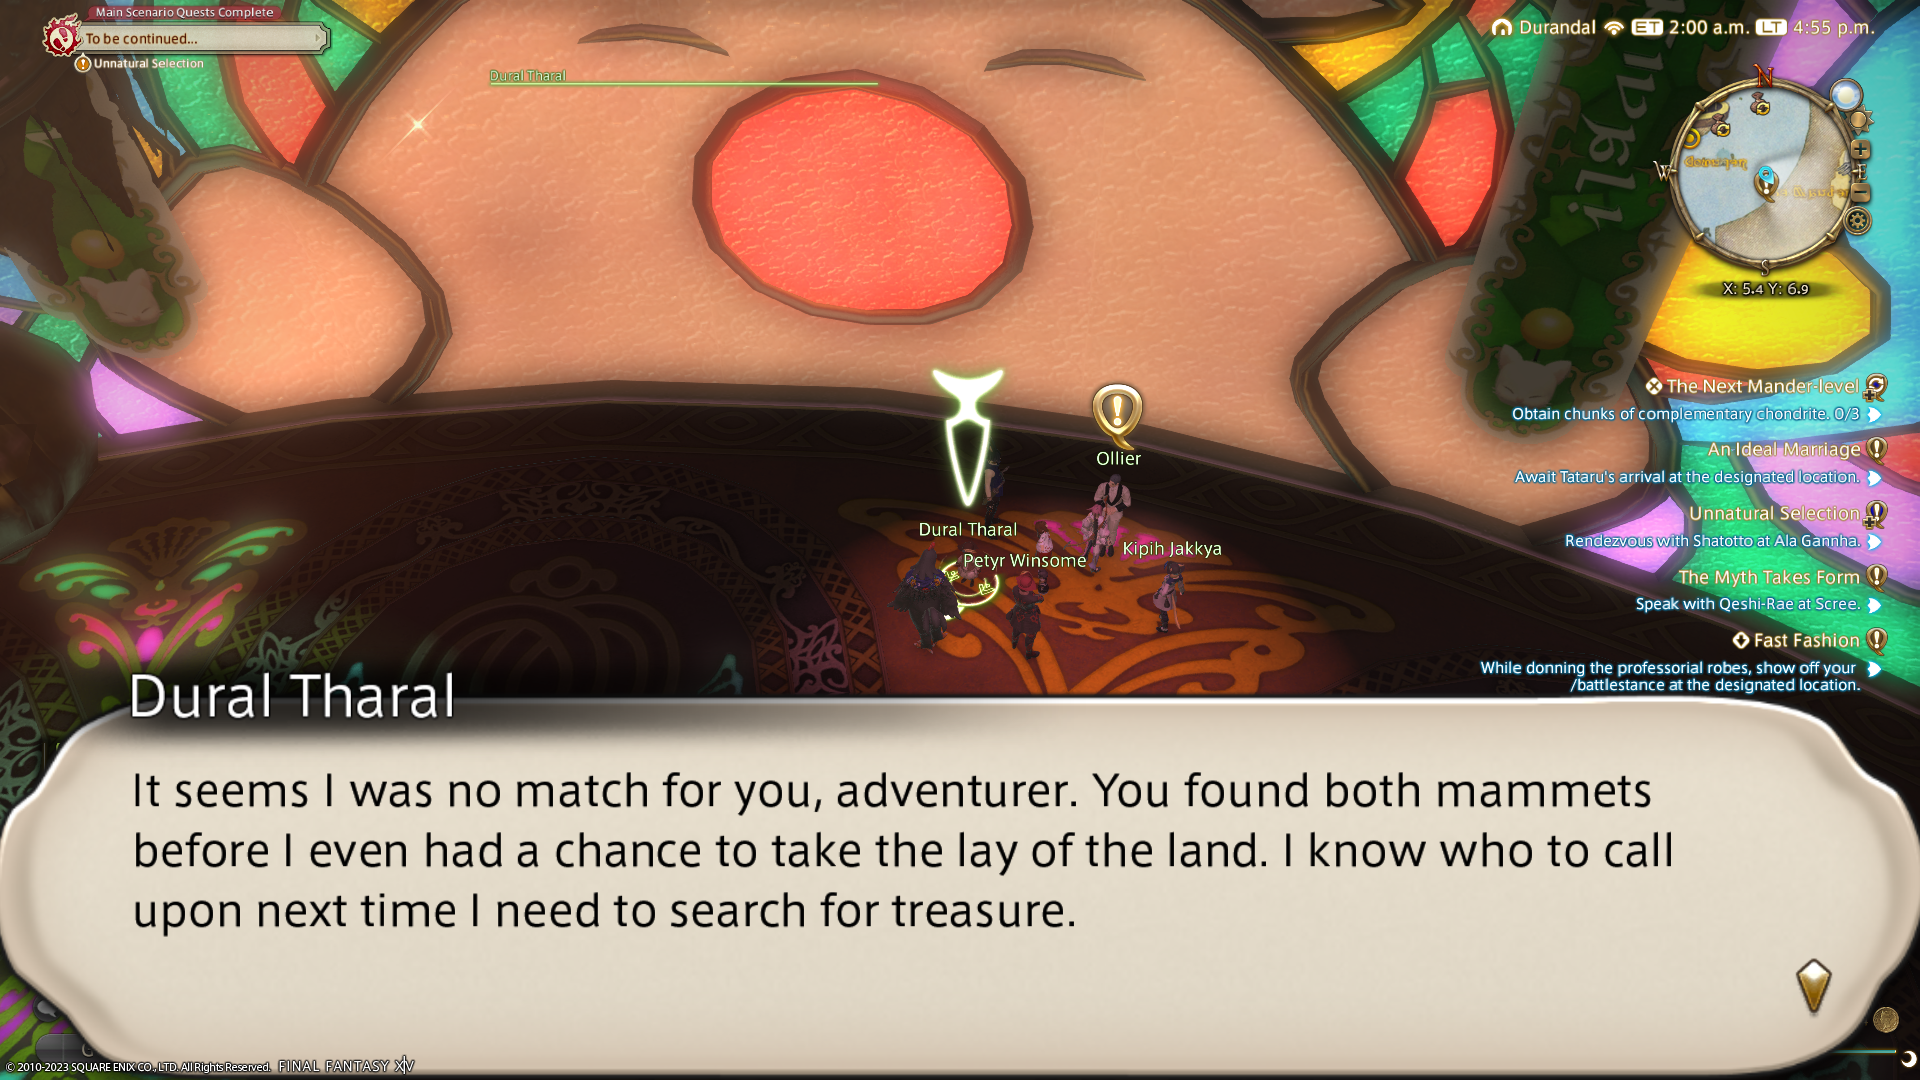 Main Scenario Quests Complete
To be continued...
Unnatural Selection
Dural Tharal
Durandal ET 2:00 a.m. LT 4:55 p.m.
N
W
E
S
X: 5.4 Y: 6.9
The Next Mander-level
Obtain chunks of complementary chondrite. 0/3
An Ideal Marriage
Await Tataru's arrival at the designated location.
Unnatural Selection
Rendezvous with Shatotto at Ala Gannha.
The Myth Takes Form
Speak with Qeshi-Rae at Scree.
Fast Fashion
While donning the professorial robes, show off your
/battlestance at the designated location.
Ollier
Dural Tharal
Petyr Winsome
Kipih Jakkya
Dural Tharal
It seems I was no match for you, adventurer. You found both mammets
before I even had a chance to take the lay of the land. I know who to call
upon next time I need to search for treasure.
© 2010-2023 SQUARE ENIX CO., LTD. All Rights Reserved. FINAL FANTASY XIV